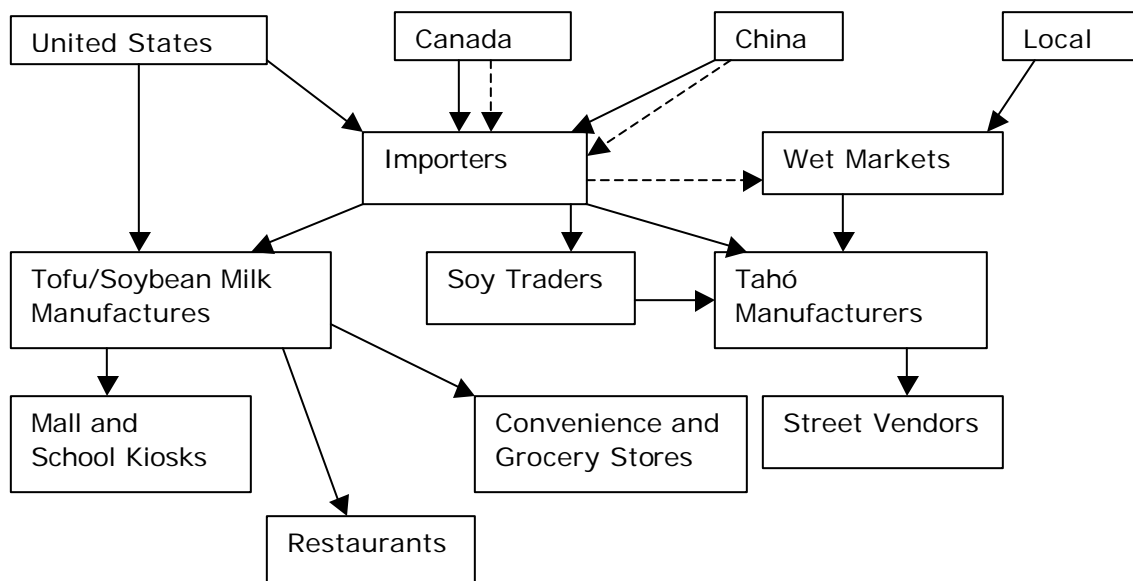 United States
Canada
China
Local
Importers
Wet Markets
Tofu/Soybean Milk
Manufactures
Soy Traders
Tahó
Manufacturers
Mall and
School Kiosks
Convenience and
Grocery Stores
Street Vendors
Restaurants